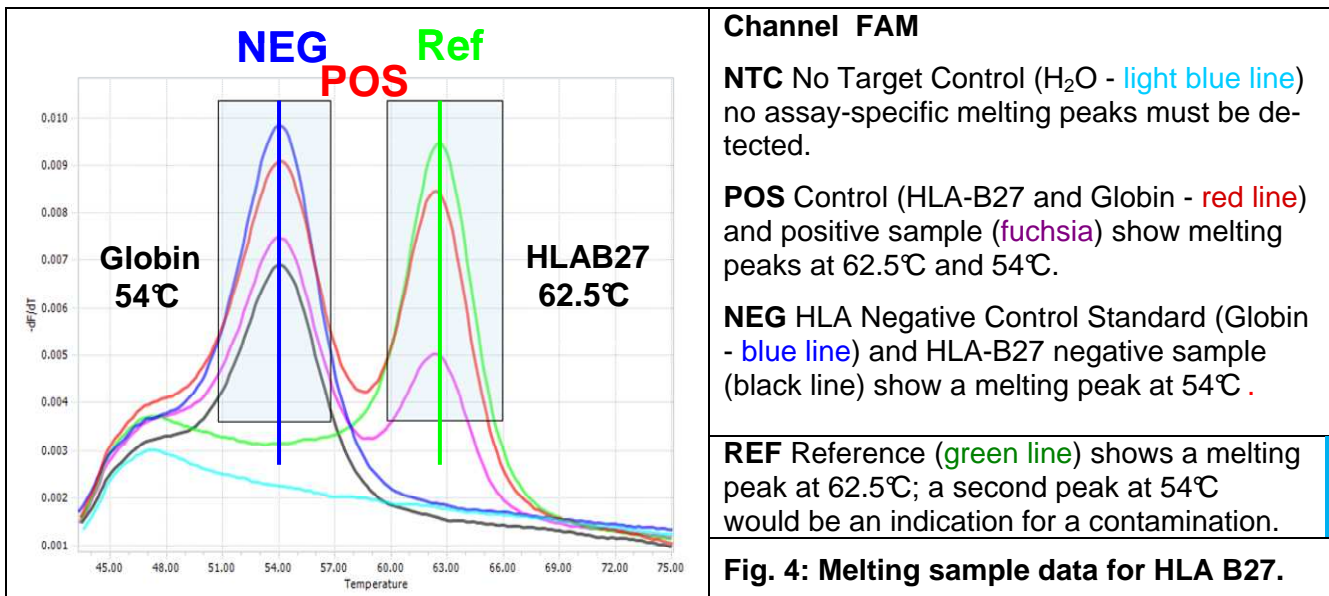 NEG
Ref
POS
0.010
0.009
0.008
0.007
0.006
0.005
0.004
0.003
0.002
0.001
-dF/dT
Globin
54℃
HLAB27
62.5℃
45.00 48.00 51.00 54.00 57.00 60.00 63.00 66.00 69.00 72.00 75.00
Temperature
Channel FAM
NTC No Target Control (H₂O - light blue line)
no assay-specific melting peaks must be de-
tected.
POS Control (HLA-B27 and Globin - red line)
and positive sample (fuchsia) show melting
peaks at 62.5℃ and 54℃.
NEG HLA Negative Control Standard (Globin
- blue line) and HLA-B27 negative sample
(black line) show a melting peak at 54℃ .
REF Reference (green line) shows a melting
peak at 62.5℃; a second peak at 54℃
would be an indication for a contamination.
Fig. 4: Melting sample data for HLA B27.